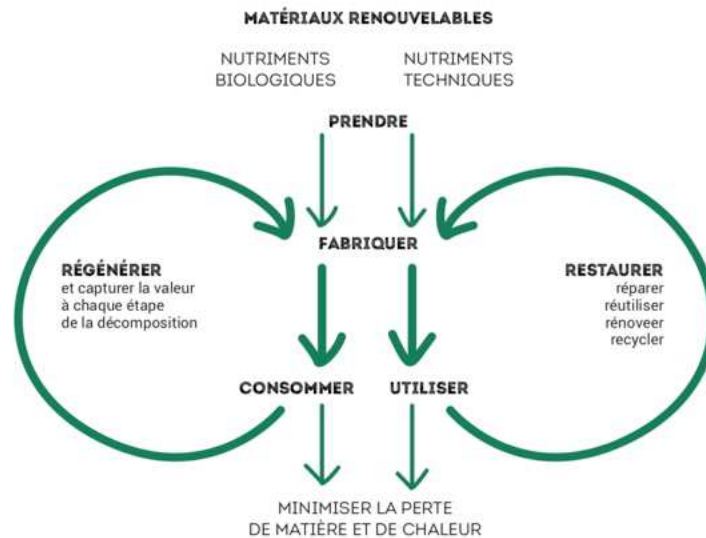 MATÉRIAUX RENOUVELABLES
NUTRIMENTS
BIOLOGIQUES
NUTRIMENTS
TECHNIQUES
PRENDRE
FABRIQUER
RÉGÉNÉRER
et capturer la valeur
à chaque étape
de la décomposition
RESTAURER
réparer
réutiliser
rénoveer
recycler
CONSOMMER
UTILISER
MINIMISER LA PERTE
DE MATIÈRE ET DE CHALEUR